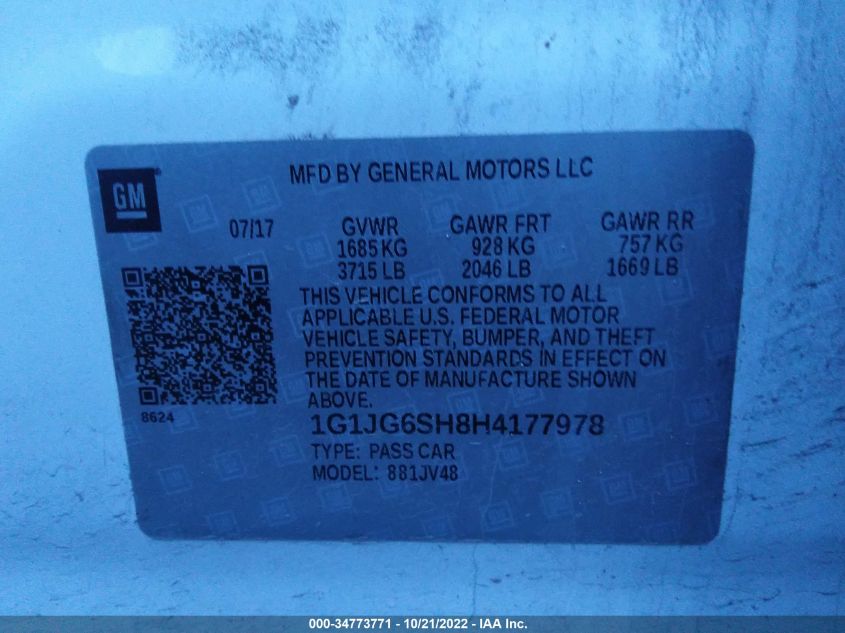 MFD BY GENERAL MOTORS LLC
GM
07/17 GVWR GAWR FRT GAWR RR
1685 KG 928 KG 757 KG
3715 LB 2046 LB 1669 LB
THIS VEHICLE CONFORMS TO ALL
APPLICABLE U.S. FEDERAL MOTOR
VEHICLE SAFETY, BUMPER, AND THEFT
PREVENTION STANDARDS IN EFFECT ON
THE DATE OF MANUFACTURE SHOWN
ABOVE.
8624
1G1JG6SH8H4177978
TYPE: PASS CAR
MODEL: 881JV48
000-34773771 - 10/21/2022 - IAA Inc.